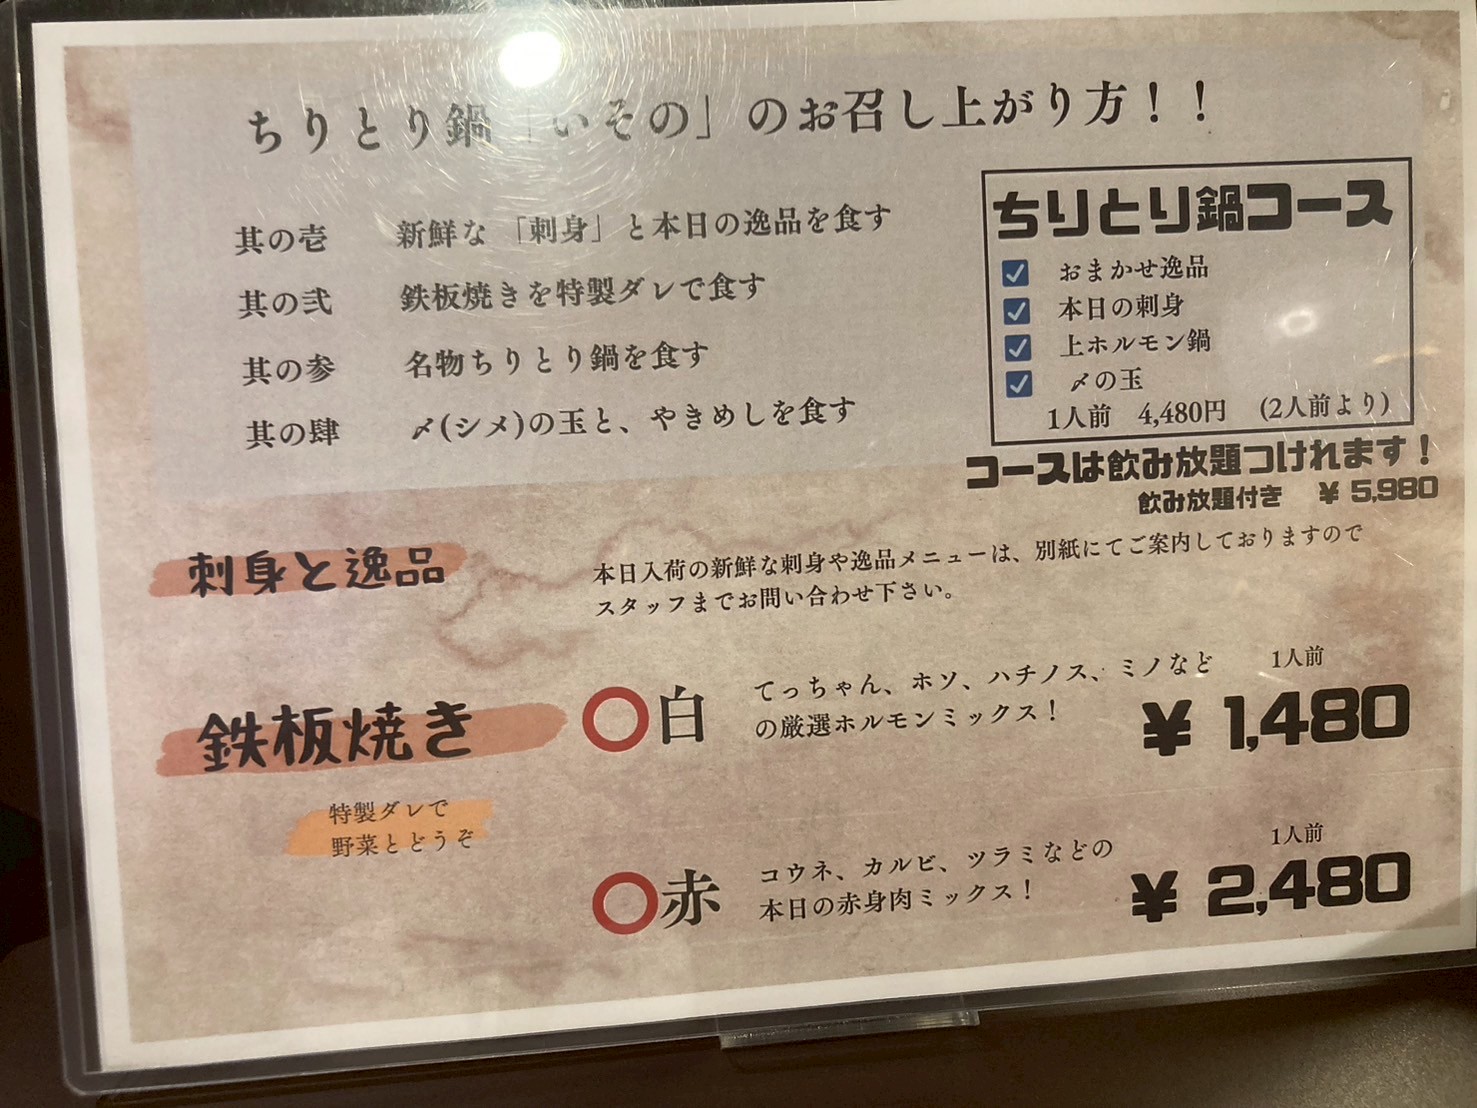 ちりとり鍋「いその」のお召し上がり方！！
其の壱 新鮮な「刺身」と本日の逸品を食す
其の弐 鉄板焼きを特製ダレで食す
其の参 名物ちりとり鍋を食す
其の肆 〆(シメ)の玉と、やきめしを食す
ちりとり鍋コース
おまかせ逸品
本日の刺身
上ホルモン鍋
〆の玉
1人前 4,480円 (2人前より)
コースは飲み放題つけれます！
飲み放題付き ¥ 5,980
刺身と逸品
本日入荷の新鮮な刺身や逸品メニューは、別紙にてご案内しておりますので
スタッフまでお問い合わせ下さい。
鉄板焼き
特製ダレで
野菜とどうぞ
〇白
てっちゃん、ホソ、ハチノス、ミノなど
の厳選ホルモンミックス！
1人前
¥ 1,480
〇赤
コウネ、カルビ、ツラミなどの
本日の赤身肉ミックス！
1人前
¥ 2,480